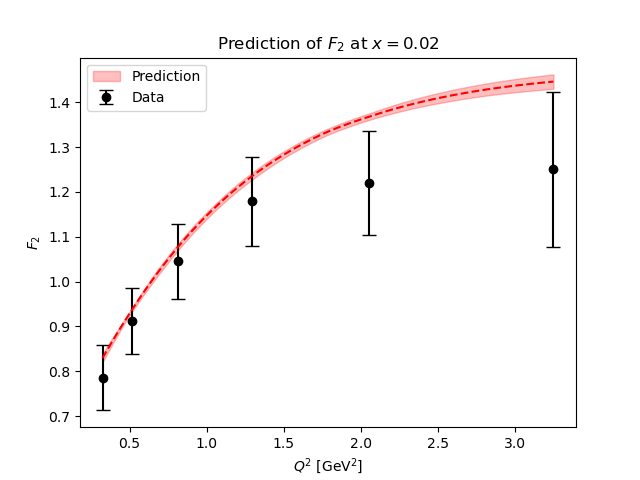 Prediction of F₂ at x = 0.02
Prediction
Data
F₂
1.4
1.3
1.2
1.1
1.0
0.9
0.8
0.7
0.5
1.0
1.5
2.0
2.5
3.0
Q² [GeV²]